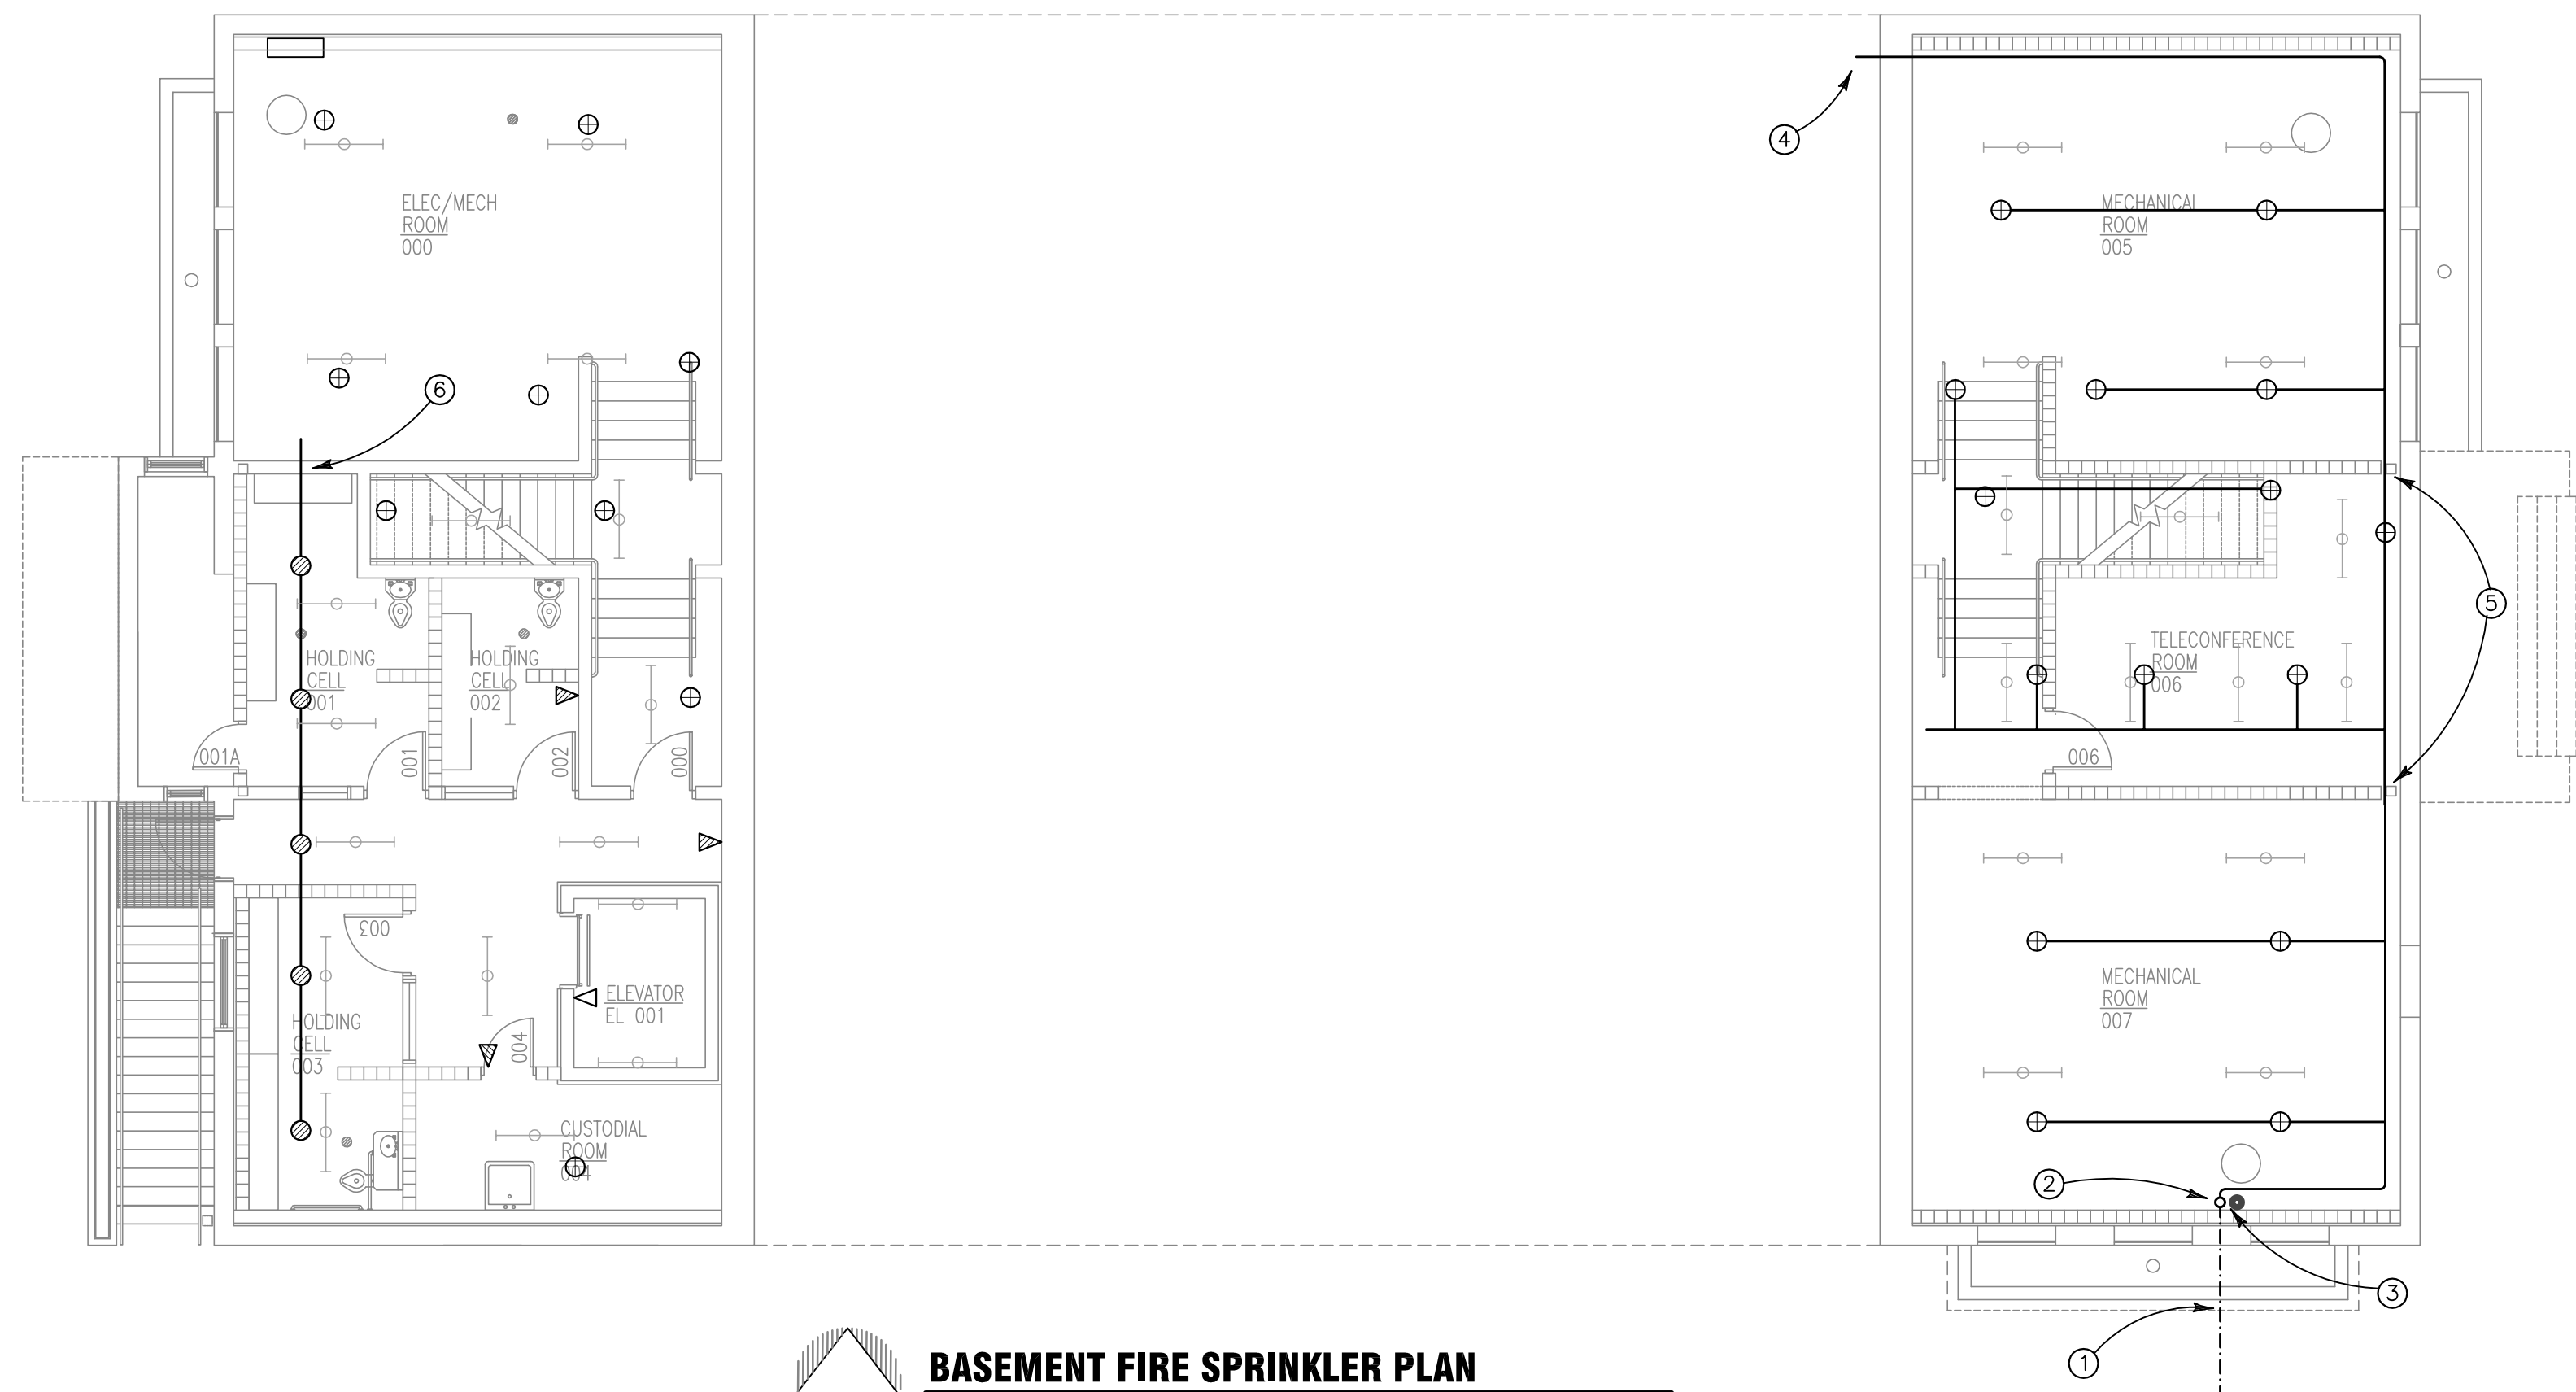 ELEC/MECH
ROOM
000
6
HOLDING
CELL
001
HOLDING
CELL
002
001A
001
002
000
003
HOLDING
CELL
003
ELEVATOR
EL 001
004
CUSTODIAL
ROOM
004
4
MECHANICAL
ROOM
005
5
TELECONFERENCE
ROOM
006
006
MECHANICAL
ROOM
007
2
3
1
BASEMENT FIRE SPRINKLER PLAN